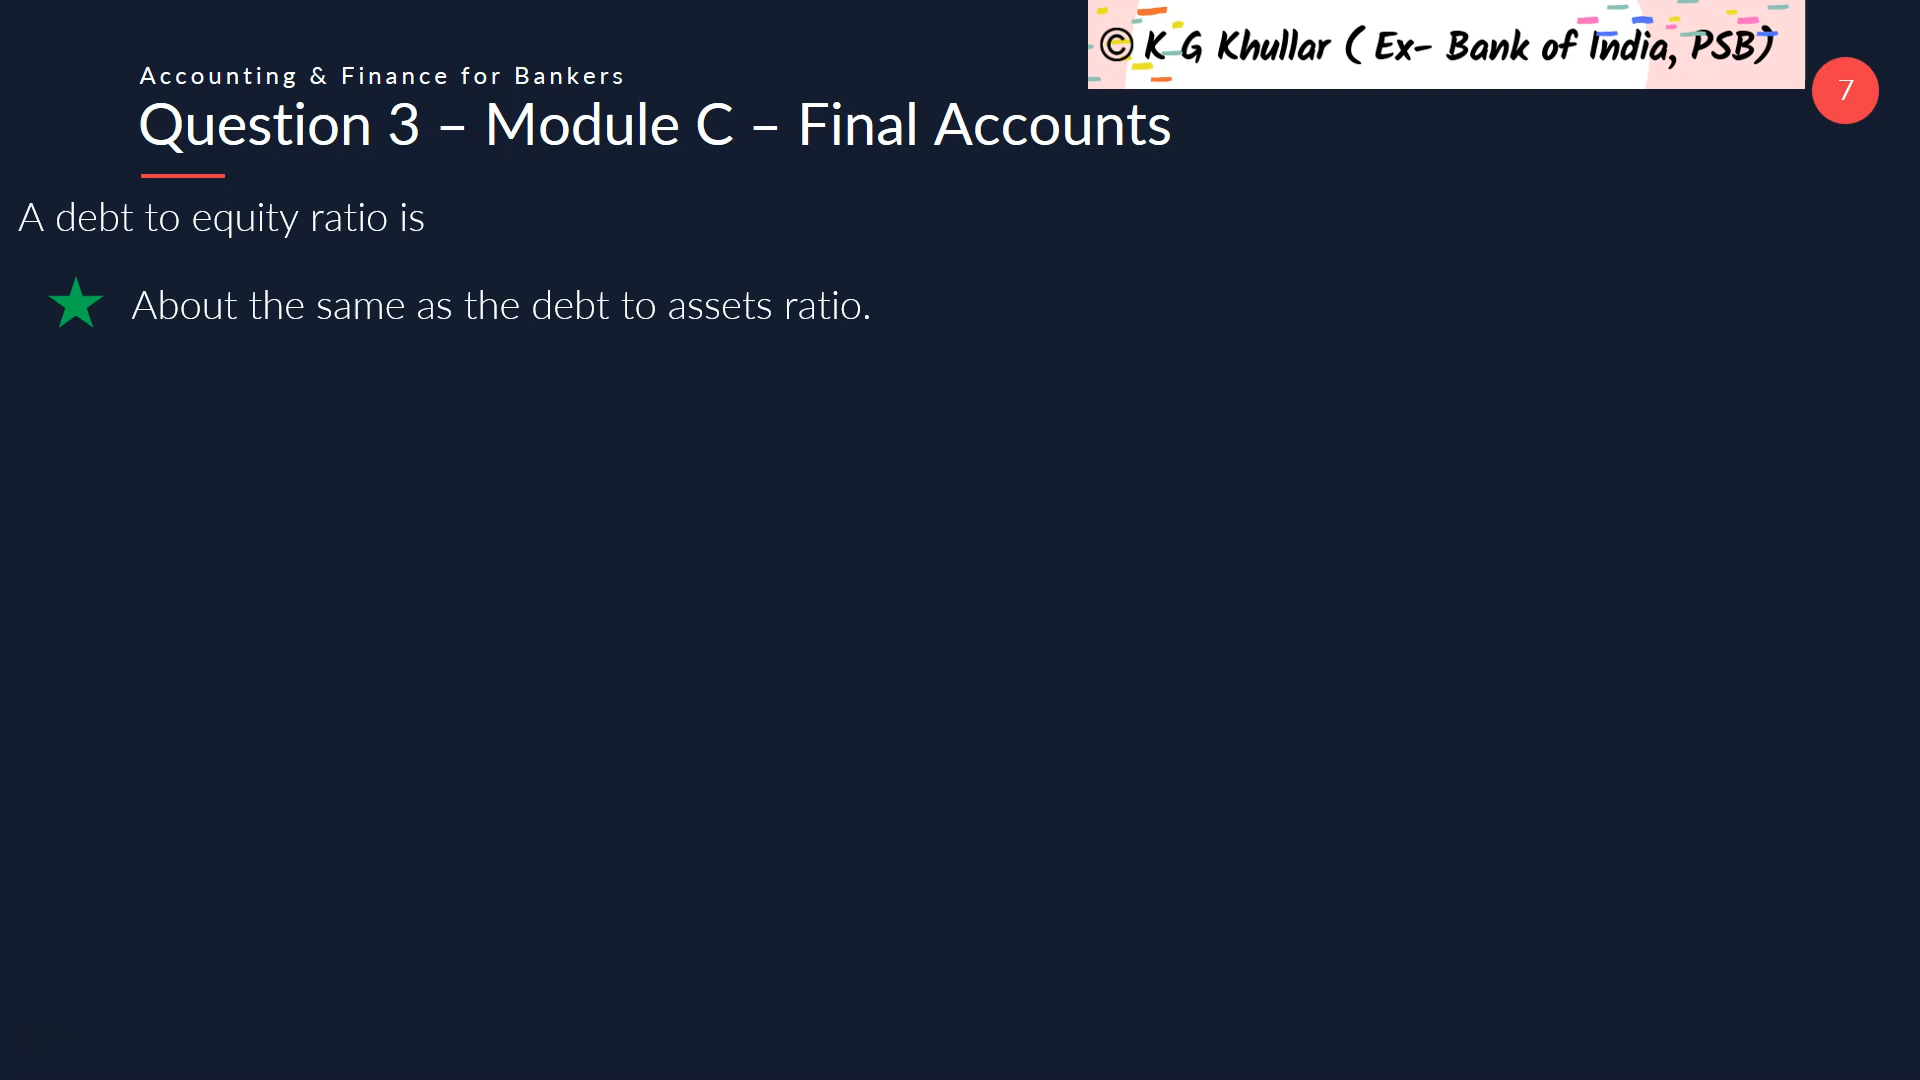 © K G Khullar ( Ex- Bank of India, PSB)
7
Accounting & Finance for Bankers
Question 3 – Module C – Final Accounts
A debt to equity ratio is
About the same as the debt to assets ratio.